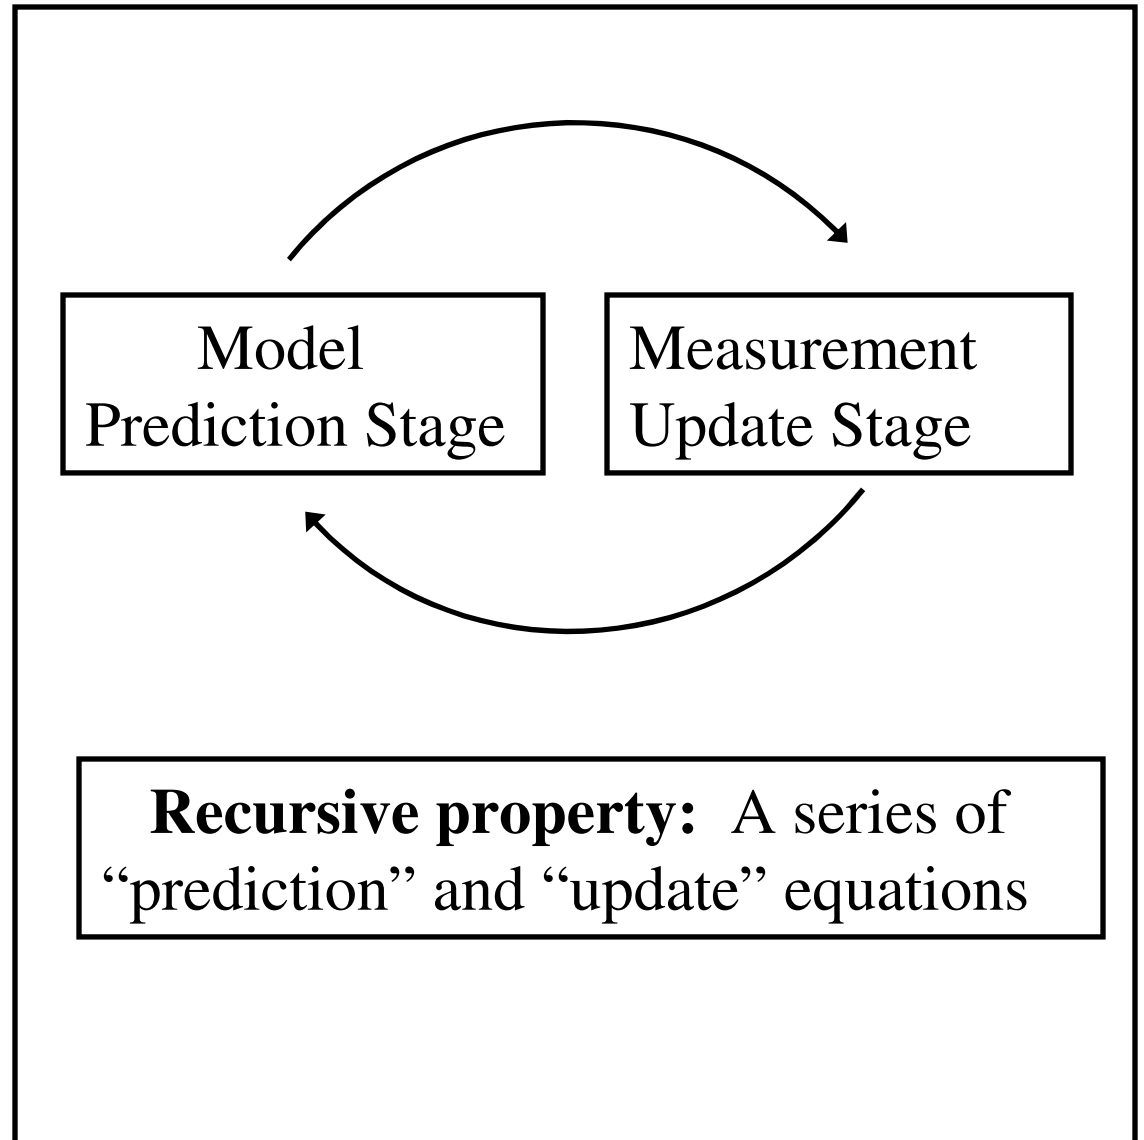 Model
Prediction Stage
Measurement
Update Stage
Recursive property: A series of
“prediction” and “update” equations